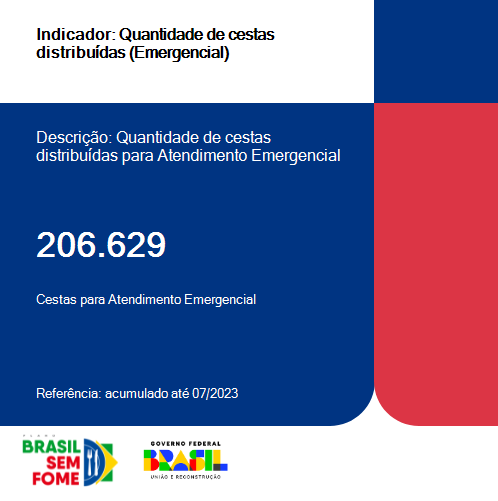 Indicador: Quantidade de cestas
distribuídas (Emergencial)
Descrição: Quantidade de cestas
distribuídas para Atendimento Emergencial
206.629
Cestas para Atendimento Emergencial
Referência: acumulado até 07/2023
PLANO
BRASIL
SEM
FOME
GOVERNO FEDERAL
BRASIL
UNIÃO E RECONSTRUÇÃO